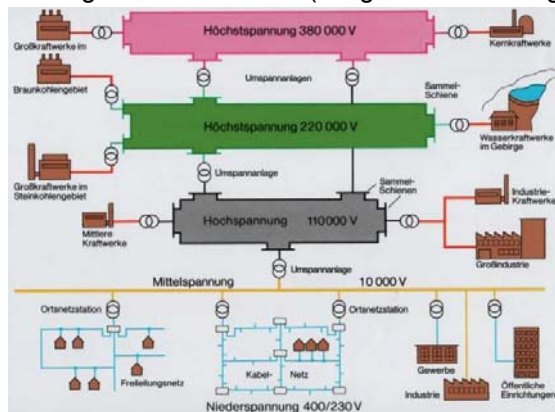 Höchstspannung 380 000 V
Großkraftwerke im
Kernkraftwerke
Braunkohlengebiet
Umspannanlagen
Sammel-
Schiene
Höchstspannung 220 000 V
Wasserkraftwerke
im Gebirge
Großkraftwerke im
Steinkohlengebiet
Umspannanlage
Sammel-
Schienen
Industrie-
Kraftwerke
Hochspannung 110 000 V
Mittlere
Kraftwerke
Großindustrie
Umspannanlage
Mittelspannung 10 000 V
Ortsnetzstation
Ortsnetzstation
Freileitungsnetz
Kabel- Netz
Gewerbe
Industrie
Öffentliche
Einrichtungen
Niederspannung 400/230 V